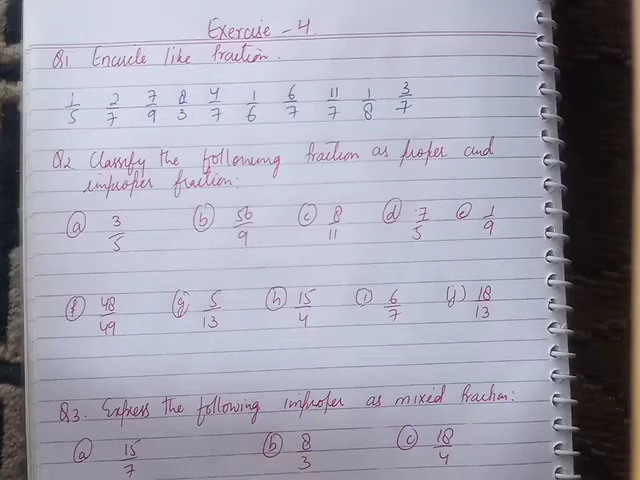 Exercise - 4
Q1 Encircle like fraction.
1/5 2/7 7/9 8/3 4/7 1/6 6/7 11/7 1/8 3/7
Q2 Classify the following fraction as proper and
improper fraction:
(a) 3/5 (b) 56/9 (c) 8/11 (d) 7/5 (e) 1/9
(f) 48/49 (g) 5/13 (h) 15/4 (i) 6/7 (j) 18/13
Q3. Express the following improper as mixed fraction:
(a) 15/7 (b) 8/3 (c) 18/4